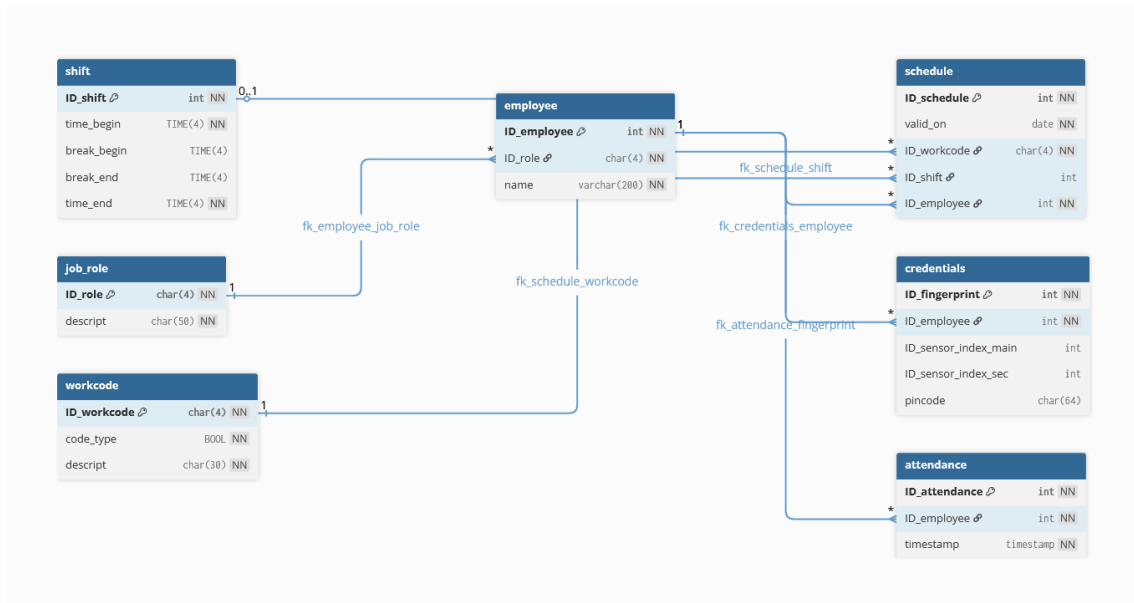 shift
ID_shift int NN
time_begin TIME(4) NN
break_begin TIME(4)
break_end TIME(4)
time_end TIME(4) NN
0..1
job_role
ID_role char(4) NN
descript char(50) NN
1
workcode
ID_workcode char(4) NN
code_type BOOL NN
descript char(30) NN
1
fk_employee_job_role
*
employee
ID_employee int NN
ID_role char(4) NN
name varchar(200) NN
1
fk_schedule_workcode
fk_schedule_shift
fk_credentials_employee
fk_attendance_fingerprint
schedule
ID_schedule int NN
valid_on date NN
* ID_workcode char(4) NN
* ID_shift int
* ID_employee int NN
credentials
ID_fingerprint int NN
* ID_employee int NN
ID_sensor_index_main int
ID_sensor_index_sec int
pincode char(64)
attendance
ID_attendance int NN
* ID_employee int NN
timestamp timestamp NN